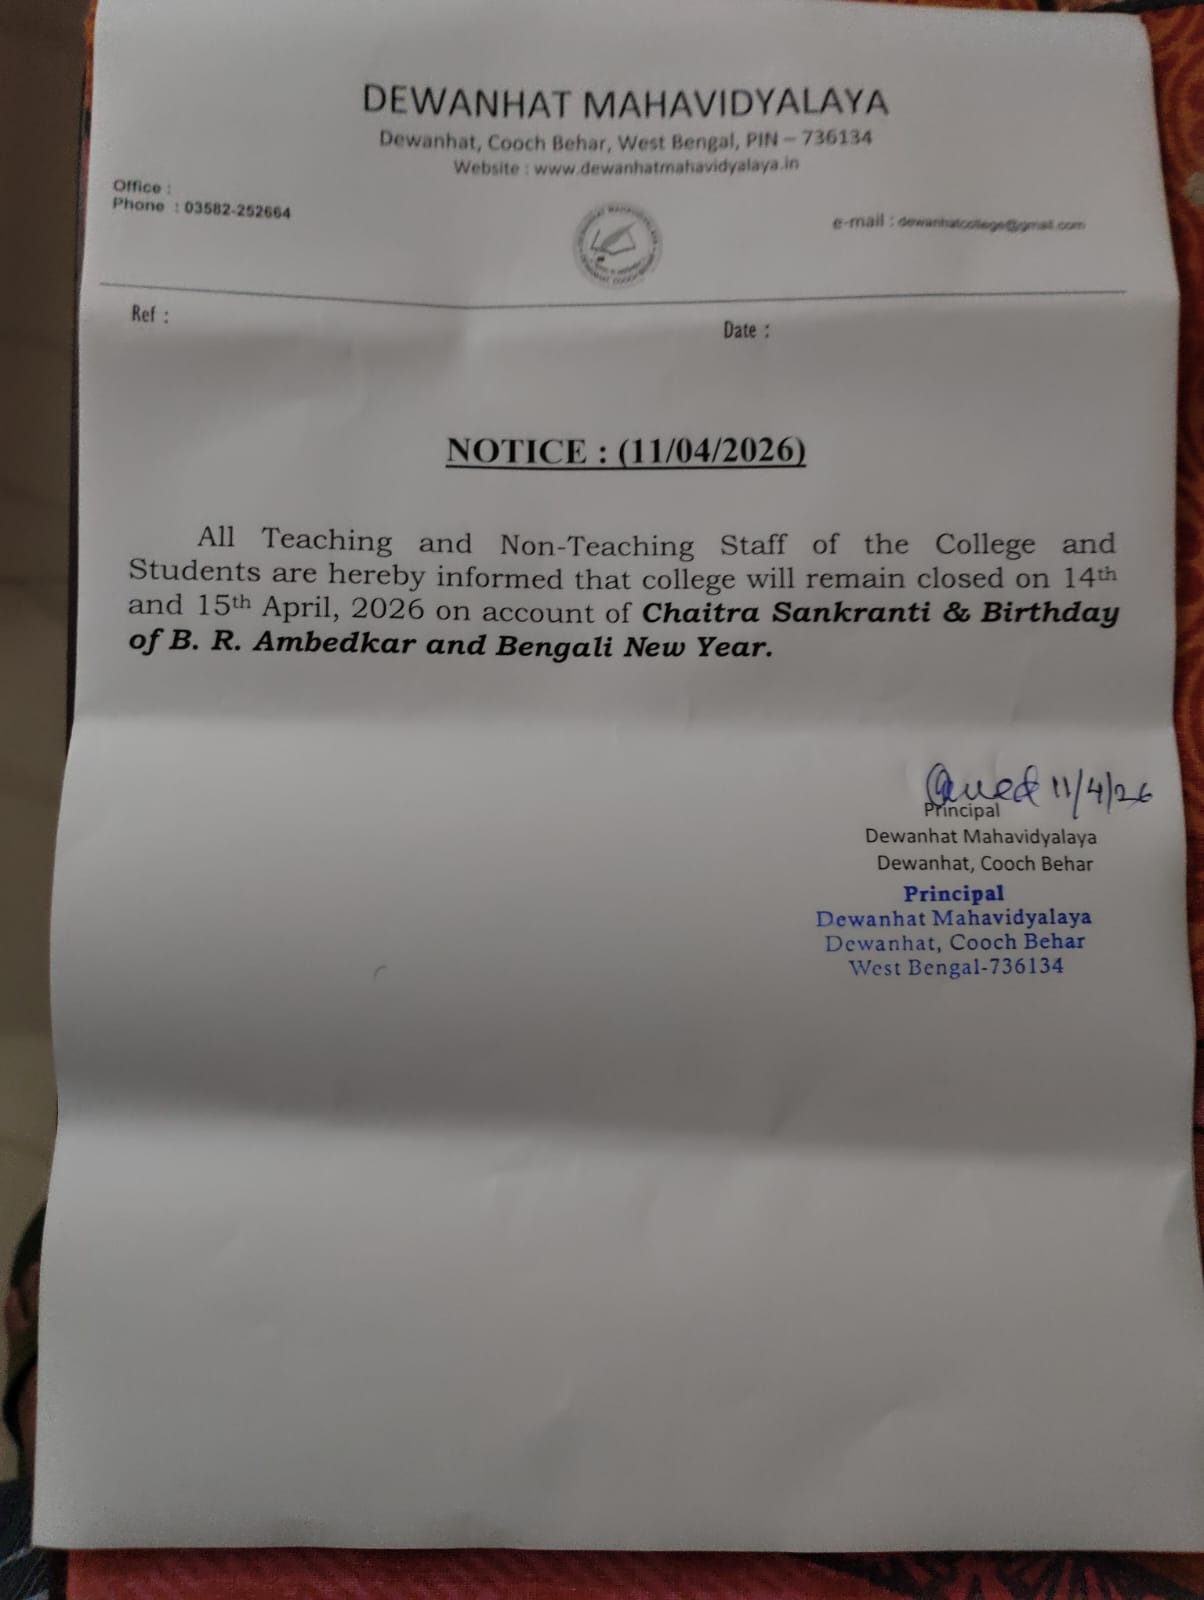 DEWANHAT MAHAVIDYALAYA
Dewanhat, Cooch Behar, West Bengal, PIN – 736134
Website : www.dewanhatmahavidyalaya.in
Office :
Phone : 03582-252664
e-mail : dewanhatcollege@gmail.com
Ref :
Date :
NOTICE : (11/04/2026)
All Teaching and Non-Teaching Staff of the College and
Students are hereby informed that college will remain closed on 14th
and 15th April, 2026 on account of Chaitra Sankranti & Birthday
of B. R. Ambedkar and Bengali New Year.
11/4/26
Principal
Dewanhat Mahavidyalaya
Dewanhat, Cooch Behar
Principal
Dewanhat Mahavidyalaya
Dewanhat, Cooch Behar
West Bengal-736134